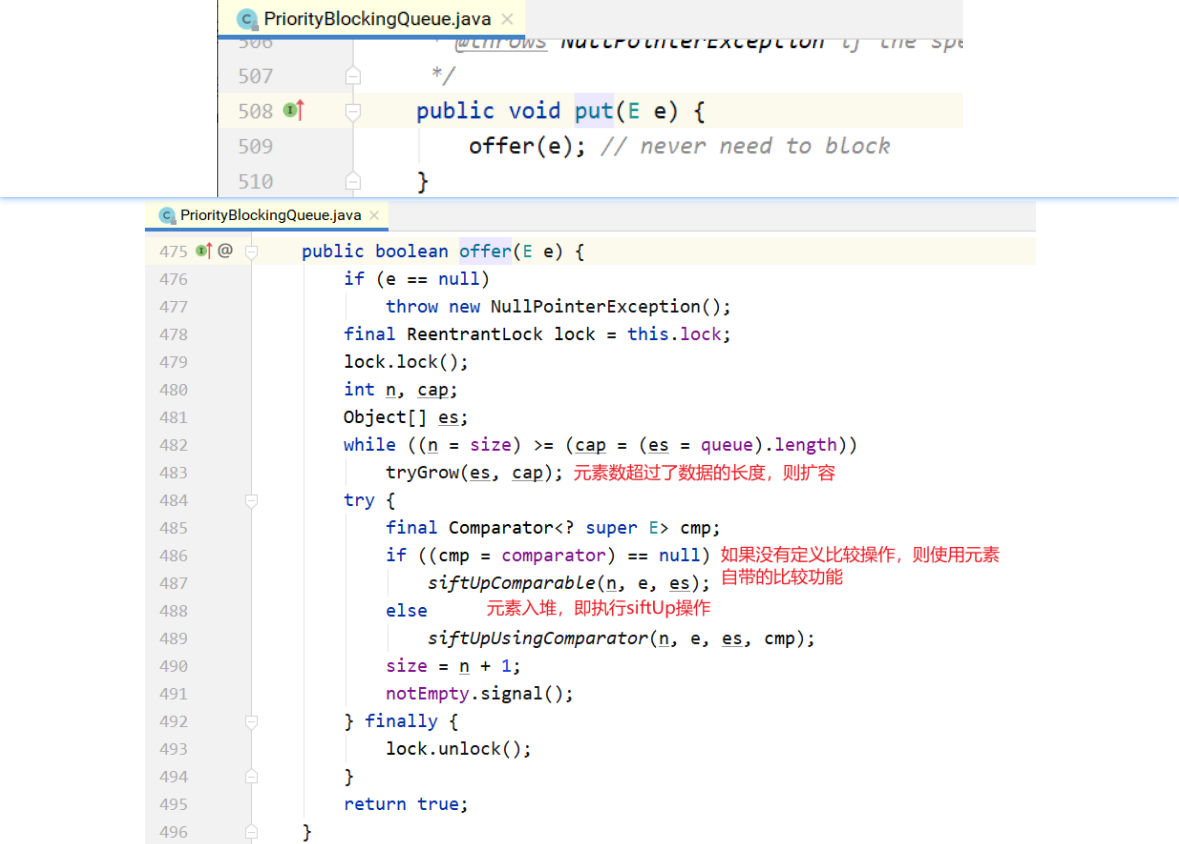 PriorityBlockingQueue.java
506 * @throws NullPointerException if the spe
507 */
508 public void put(E e) {
509 offer(e); // never need to block
510 }
PriorityBlockingQueue.java
475 @ public boolean offer(E e) {
476 if (e == null)
477 throw new NullPointerException();
478 final ReentrantLock lock = this.lock;
479 lock.lock();
480 int n, cap;
481 Object[] es;
482 while ((n = size) >= (cap = (es = queue).length))
483 tryGrow(es, cap); 元素数超过了数据的长度，则扩容
484 try {
485 final Comparator<? super E> cmp;
486 if ((cmp = comparator) == null) 如果没有定义比较操作，则使用元素
487 siftUpComparable(n, e, es); 自带的比较功能
488 else 元素入堆，即执行siftUp操作
489 siftUpUsingComparator(n, e, es, cmp);
490 size = n + 1;
491 notEmpty.signal();
492 } finally {
493 lock.unlock();
494 }
495 return true;
496 }